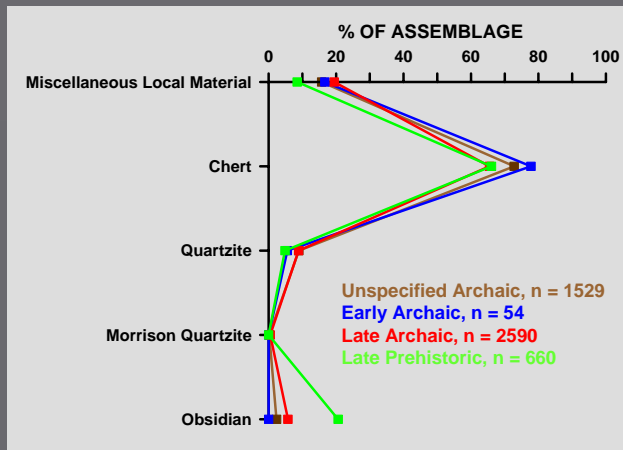 % OF ASSEMBLAGE
0 20 40 60 80 100
Miscellaneous Local Material
Chert
Quartzite
Unspecified Archaic, n = 1529
Early Archaic, n = 54
Late Archaic, n = 2590
Late Prehistoric, n = 660
Morrison Quartzite
Obsidian